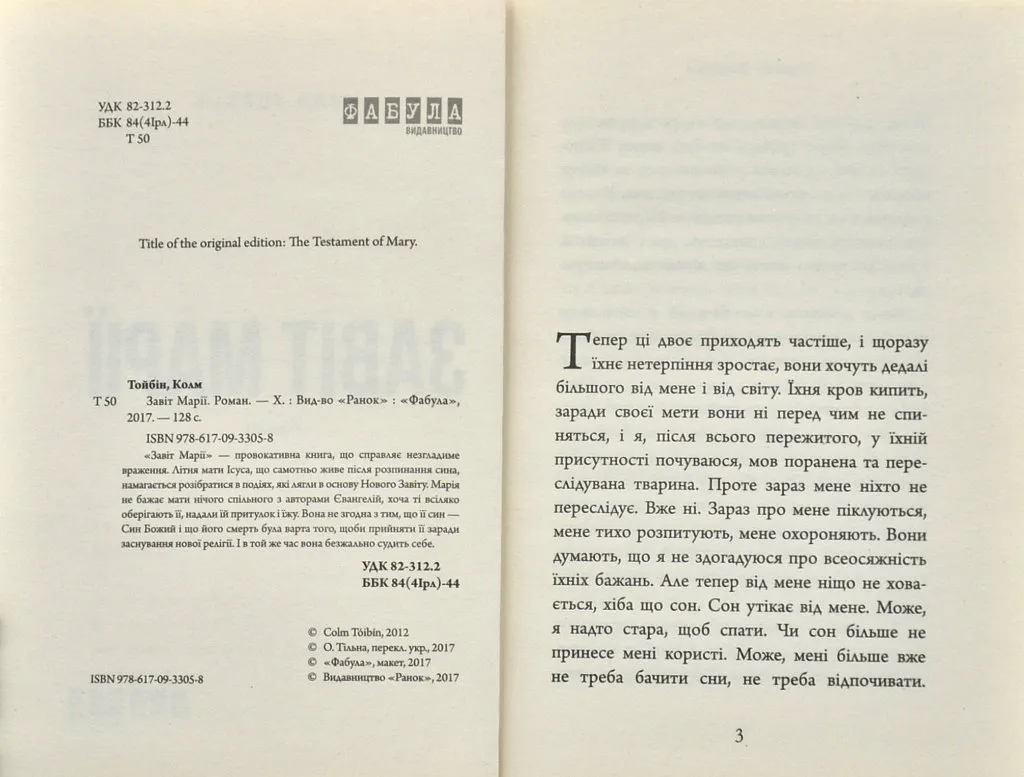 УДК 82-312.2
ББК 84(4Ірл)-44
Т 50
ФАБУЛА
ВИДАВНИЦТВО
Title of the original edition: The Testament of Mary.
Тойбін, Колм
Т 50 Завіт Марії. Роман. — Х. : Вид-во «Ранок» : «Фабула»,
2017. — 128 с.
ISBN 978-617-09-3305-8
«Завіт Марії» — провокативна книга, що справляє незгладиме
враження. Літня мати Ісуса, що самотньо живе після розпинання сина,
намагається розібратися в подіях, які лягли в основу Нового Завіту. Марія
не бажає мати нічого спільного з авторами Євангелій, хоча ті всіляко
оберігають її, надали їй притулок і їжу. Вона не згодна з тим, що її син —
Син Божий і що його смерть була варта того, щоби прийняти її заради
заснування нової релігії. І в той же час вона безжально судить себе.
УДК 82-312.2
ББК 84(4Ірл)-44
© Colm Tóibín, 2012
© О. Тільна, перекл. укр., 2017
© «Фабула», макет, 2017
ISBN 978-617-09-3305-8
© Видавництво «Ранок», 2017
Тепер ці двоє приходять частіше, і щоразу
їхнє нетерпіння зростає, вони хочуть дедалі
більшого від мене і від світу. Їхня кров кипить,
заради своєї мети вони ні перед чим не спи-
няться, і я, після всього пережитого, у їхній
присутності почуваюся, мов поранена та пере-
слідувана тварина. Проте зараз мене ніхто не
переслідує. Вже ні. Зараз про мене піклуються,
мене тихо розпитують, мене охороняють. Вони
думають, що я не здогадуюся про всеосяжність
їхніх бажань. Але тепер від мене ніщо не хова-
ється, хіба що сон. Сон утікає від мене. Може,
я надто стара, щоб спати. Чи сон більше не
принесе мені користі. Може, мені більше вже
не треба бачити сни, не треба відпочивати.
3